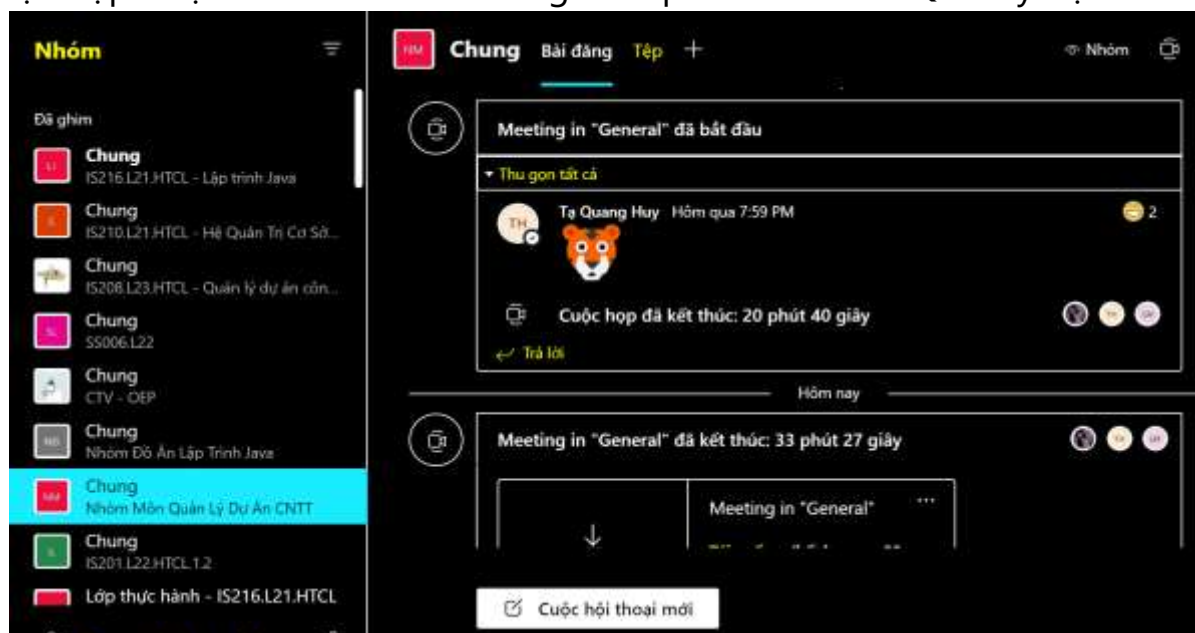 Nhóm
Đã ghim
LI
Chung
IS216.L21.HTCL - Lập trình Java
Chung
IS210.L21.HTCL - Hệ Quản Trị Cơ Sở...
Chung
IS208.L23.HTCL - Quản lý dự án côn...
SL
Chung
SS006.L22
Chung
CTV - OEP
Chung
Nhóm Đồ Án Lập Trình Java
NM
Chung
Nhóm Môn Quản Lý Dự Án CNTT
Chung
IS201.L22.HTCL.1.2
Lớp thực hành - IS216.L21.HTCL
NM Chung Bài đăng Tệp + Nhóm
Meeting in "General" đã bắt đầu
Thu gọn tất cả
TH Tạ Quang Huy Hôm qua 7:59 PM 2
Cuộc họp đã kết thúc: 20 phút 40 giây
Trả lời
Hôm nay
Meeting in "General" đã kết thúc: 33 phút 27 giây
Meeting in "General" ...
Cuộc hội thoại mới